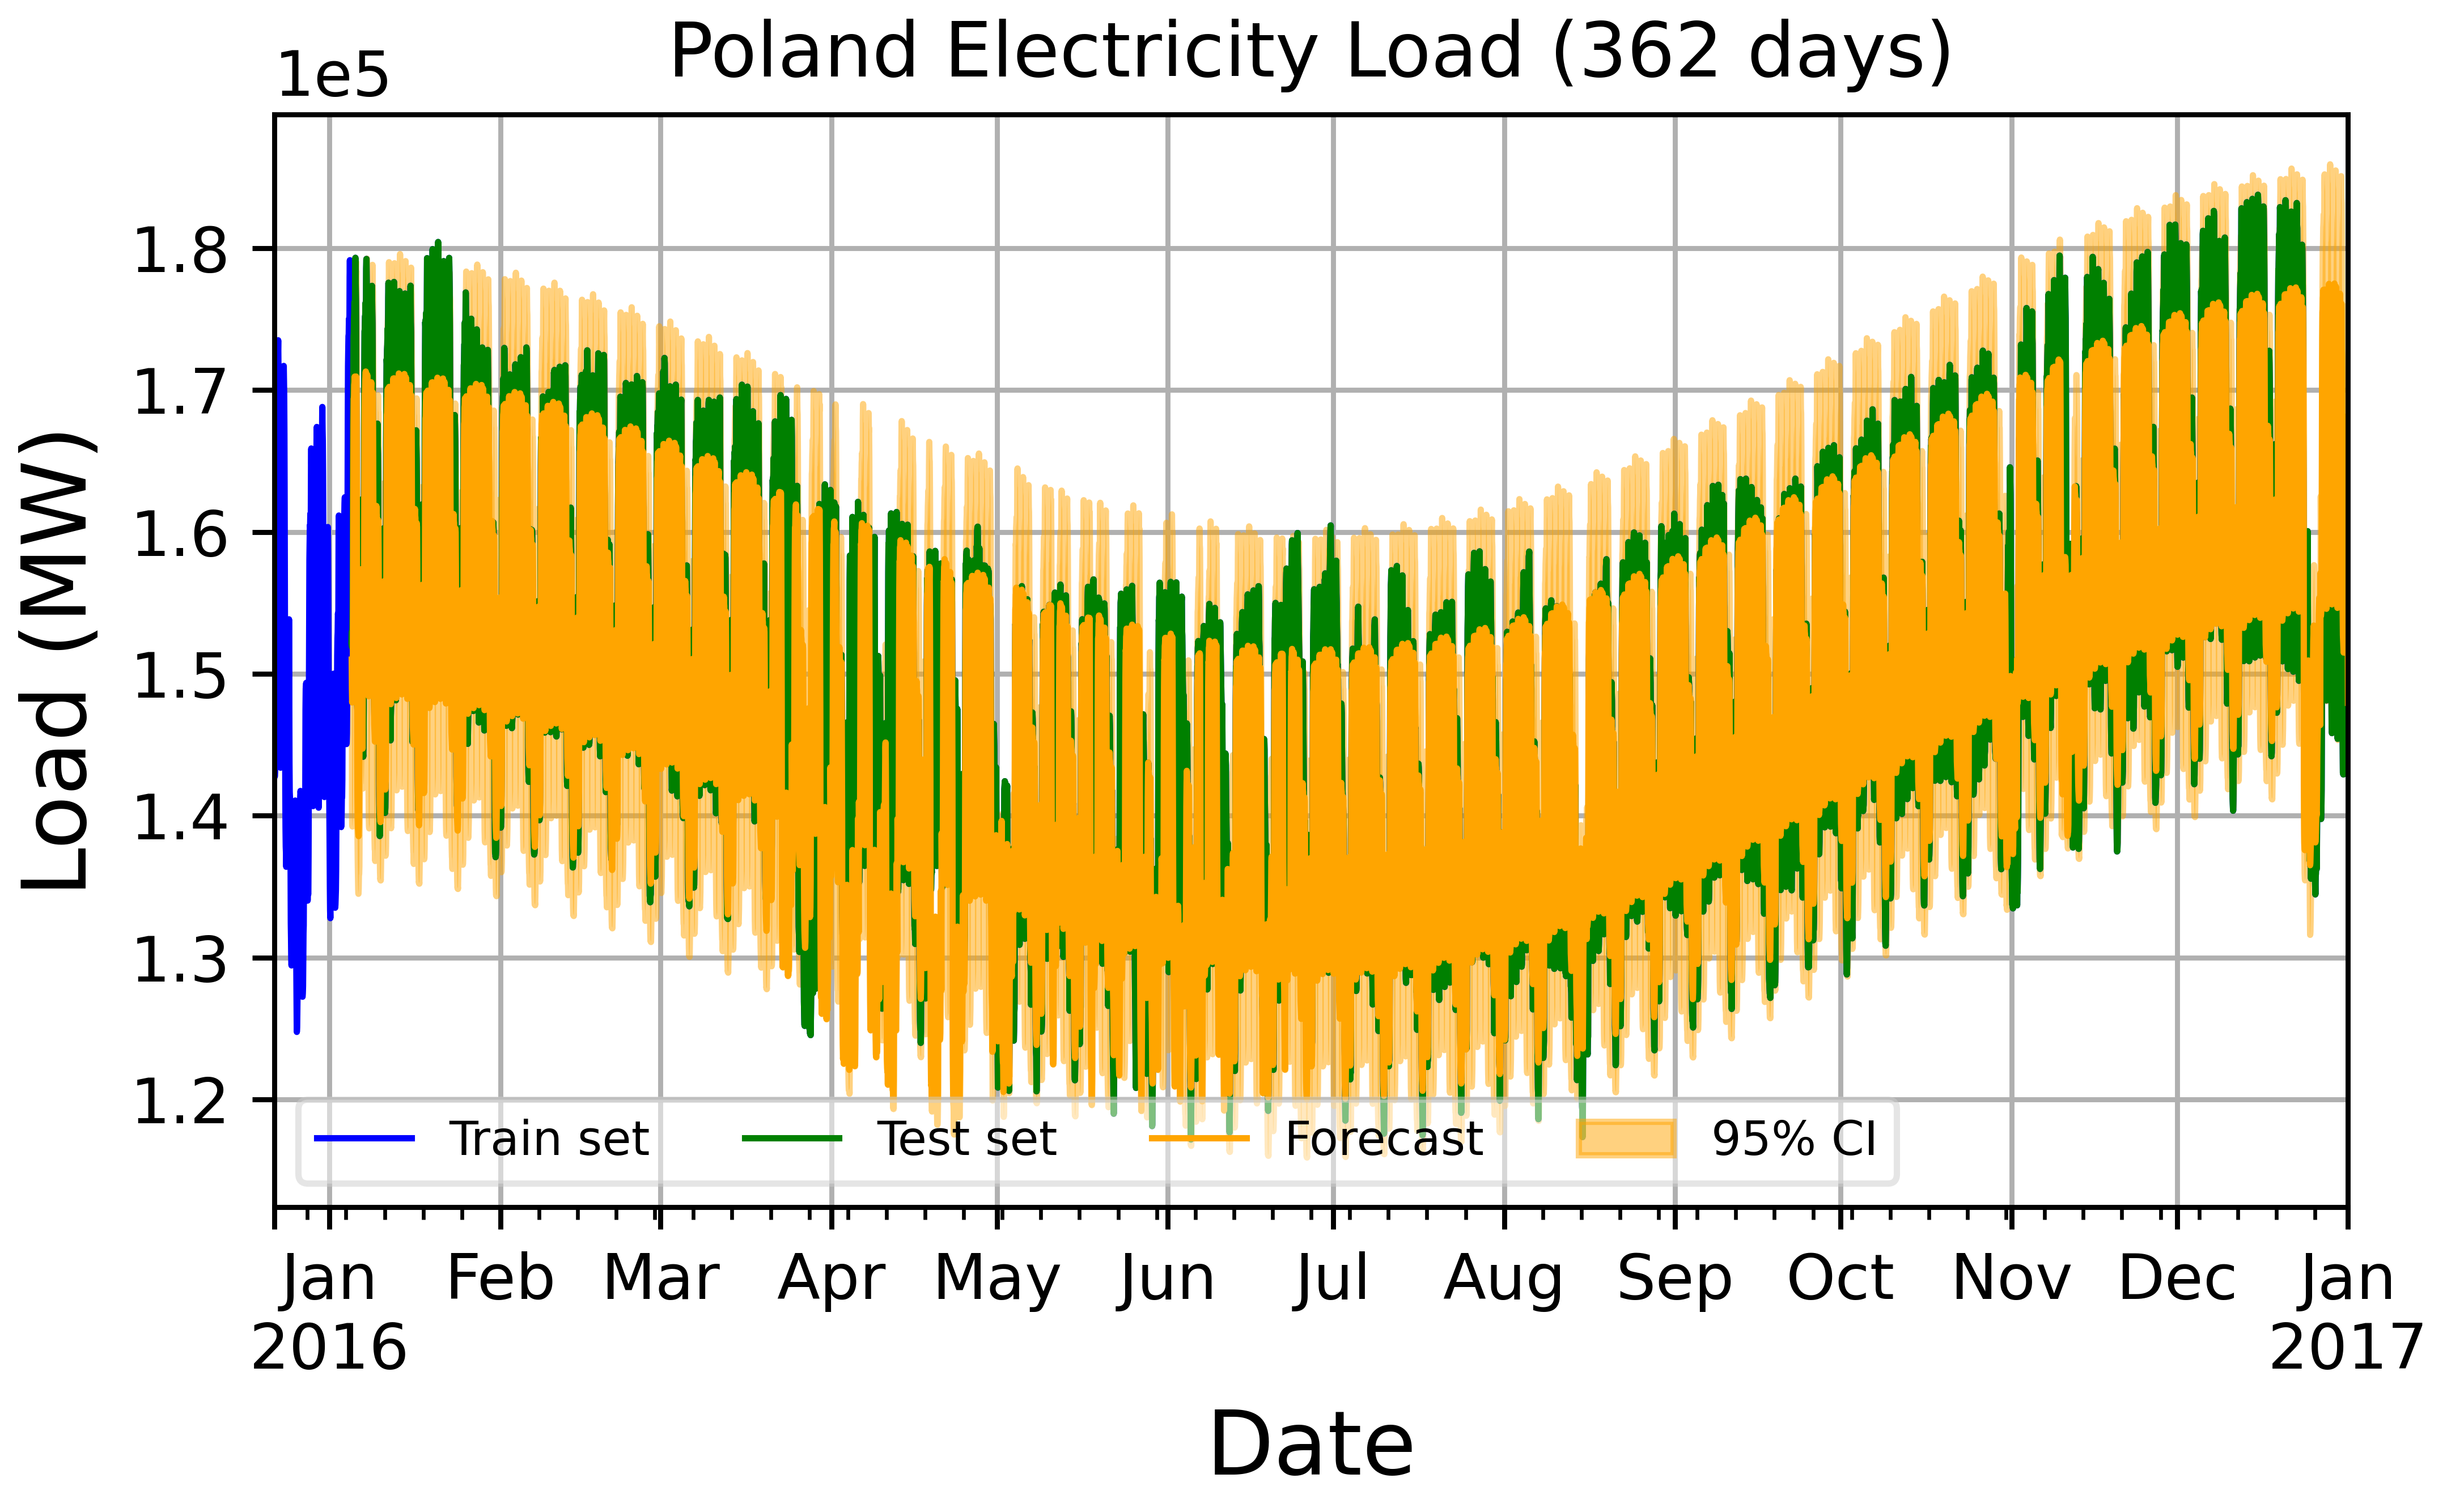 Poland Electricity Load (362 days)
1e5
1.8
1.7
1.6
1.5
1.4
1.3
1.2
Load (MW)
Train set Test set Forecast 95% CI
Jan Feb Mar Apr May Jun Jul Aug Sep Oct Nov Dec Jan
2016 2017
Date